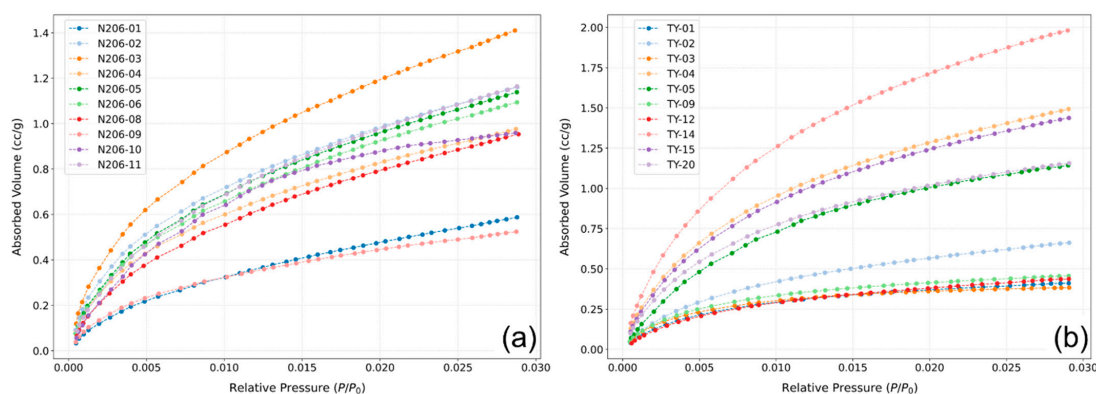 N206-01
N206-02
N206-03
N206-04
N206-05
N206-06
N206-08
N206-09
N206-10
N206-11
1.4
1.2
1.0
0.8
0.6
0.4
0.2
0.0
Absorbed Volume (cc/g)
0.000 0.005 0.010 0.015 0.020 0.025 0.030
Relative Pressure (P/P0)
(a)
TY-01
TY-02
TY-03
TY-04
TY-05
TY-09
TY-12
TY-14
TY-15
TY-20
2.00
1.75
1.50
1.25
1.00
0.75
0.50
0.25
0.00
Absorbed Volume (cc/g)
0.000 0.005 0.010 0.015 0.020 0.025 0.030
Relative Pressure (P/P0)
(b)